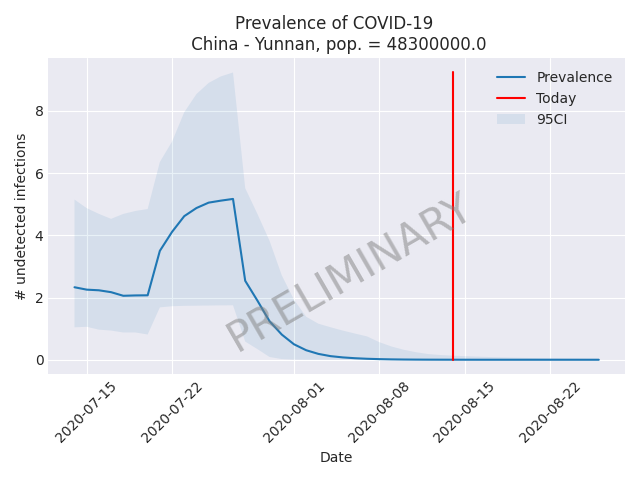 Prevalence of COVID-19
China - Yunnan, pop. = 48300000.0
Prevalence
Today
95CI
8
6
4
2
0
# undetected infections
PRELIMINARY
2020-07-15
2020-07-22
2020-08-01
2020-08-08
2020-08-15
2020-08-22
Date